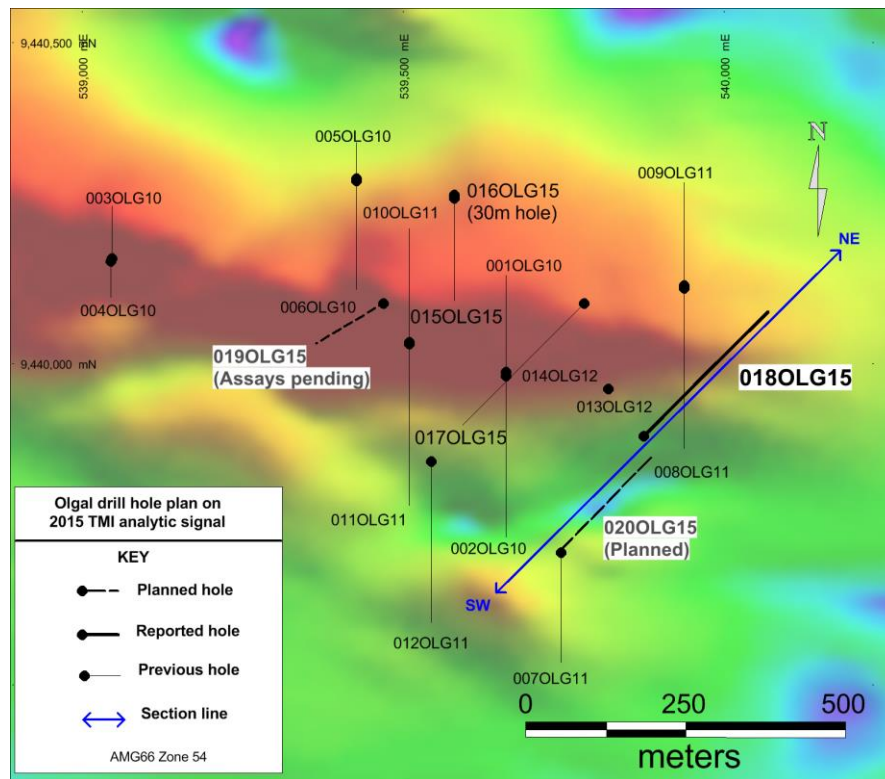 9,440,500 mN
539,000 mE
539,500 mE
540,000 mE
N
005OLG10
016OLG15
(30m hole)
009OLG11
003OLG10
010OLG11
NE
001OLG10
004OLG10
006OLG10
015OLG15
019OLG15
(Assays pending)
9,440,000 mN
014OLG12
018OLG15
013OLG12
017OLG15
008OLG11
011OLG11
020OLG15
(Planned)
002OLG10
SW
012OLG11
007OLG11
Olgal drill hole plan on
2015 TMI analytic signal
KEY
Planned hole
Reported hole
Previous hole
Section line
AMG66 Zone 54
0 250 500
meters